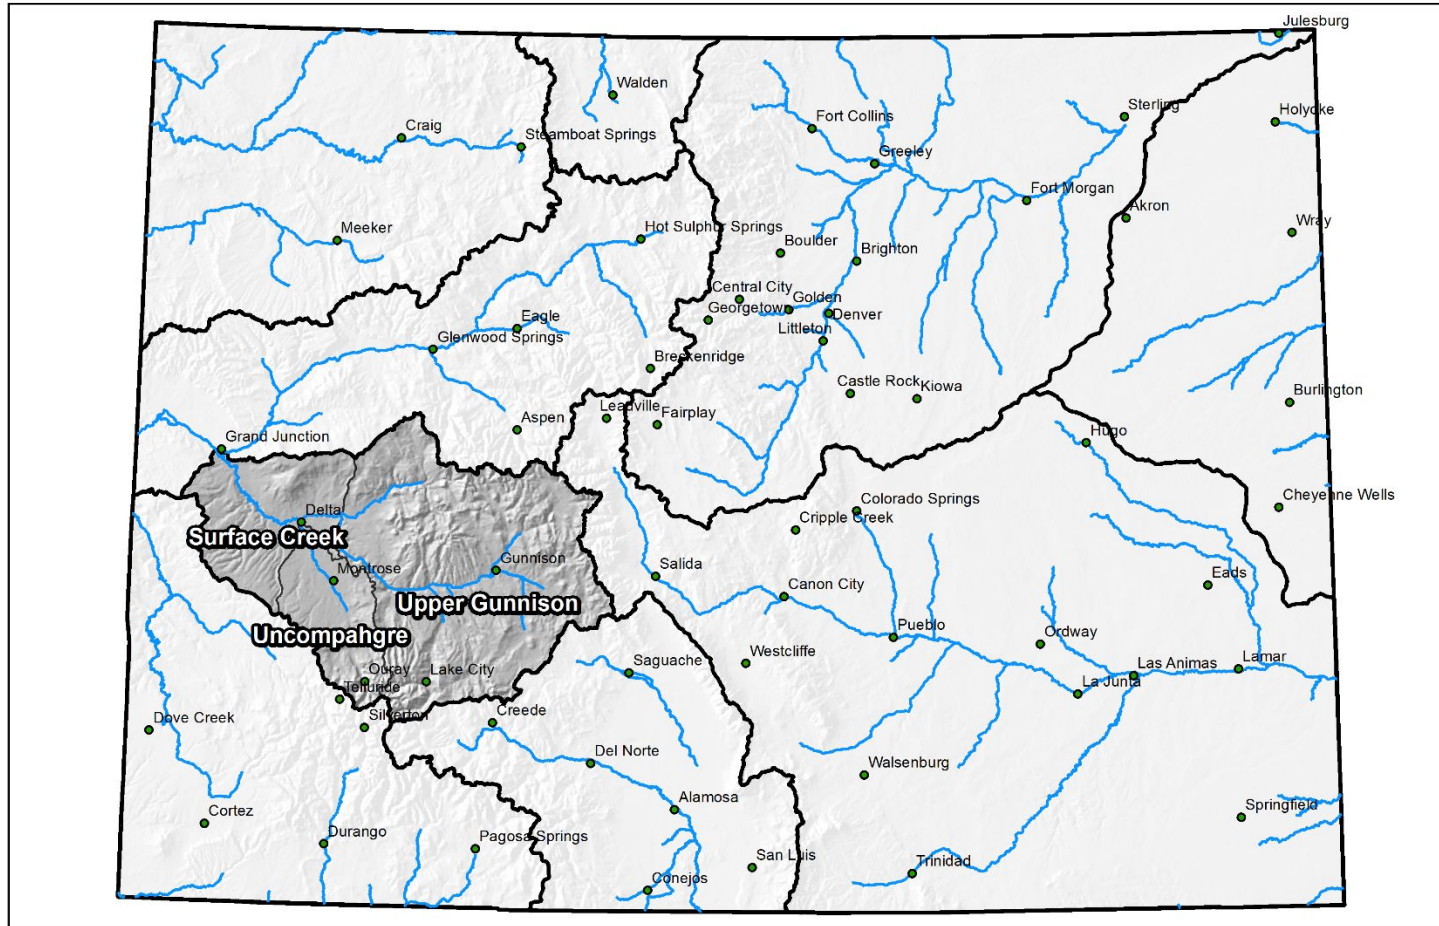 Julesburg
Walden
Sterling
Holyoke
Fort Collins
Craig
Steamboat Springs
Greeley
Fort Morgan
Akron
Wray
Meeker
Hot Sulphur Springs
Boulder
Brighton
Central City
Golden
Georgetown
Denver
Eagle
Littleton
Glenwood Springs
Breckenridge
Castle Rock
Kiowa
Burlington
Aspen
Leadville
Fairplay
Grand Junction
Hugo
Cheyenne Wells
Colorado Springs
Delta
Cripple Creek
Surface Creek
Gunnison
Salida
Montrose
Eads
Canon City
Upper Gunnison
Uncompahgre
Pueblo
Ordway
Westcliffe
Saguache
Las Animas
Lamar
Ouray
Lake City
La Junta
Telluride
Dove Creek
Silverton
Creede
Del Norte
Walsenburg
Cortez
Alamosa
Springfield
Durango
Pagosa Springs
San Luis
Trinidad
Conejos